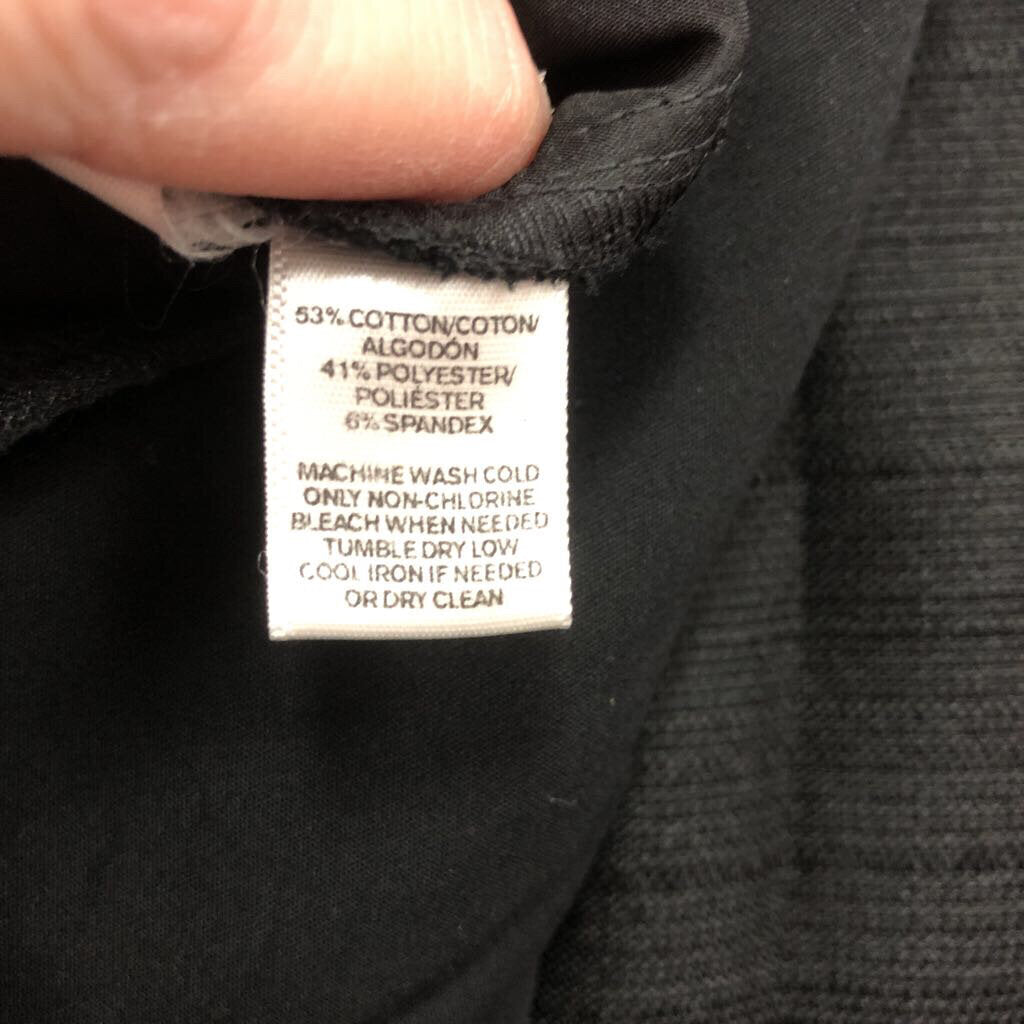 53% COTTON/COTON/
ALGODÓN
41% POLYESTER/
POLIÉSTER
6% SPANDEX
MACHINE WASH COLD
ONLY NON-CHLORINE
BLEACH WHEN NEEDED
TUMBLE DRY LOW
COOL IRON IF NEEDED
OR DRY CLEAN